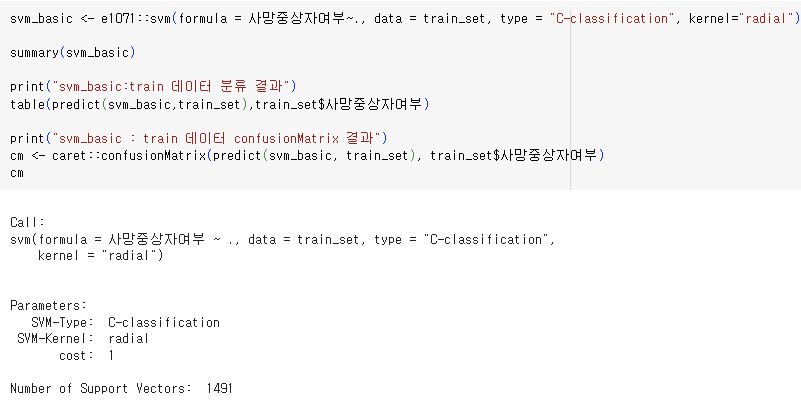 svm_basic <- e1071::svm(formula = 사망중상자여부~., data = train_set, type = "C-classification", kernel="radial")
summary(svm_basic)
print("svm_basic:train 데이터 분류 결과")
table(predict(svm_basic,train_set),train_set$사망중상자여부)
print("svm_basic : train 데이터 confusionMatrix 결과")
cm <- caret::confusionMatrix(predict(svm_basic, train_set), train_set$사망중상자여부)
cm
Call:
svm(formula = 사망중상자여부 ~ ., data = train_set, type = "C-classification",
kernel = "radial")
Parameters:
SVM-Type: C-classification
SVM-Kernel: radial
cost: 1
Number of Support Vectors: 1491